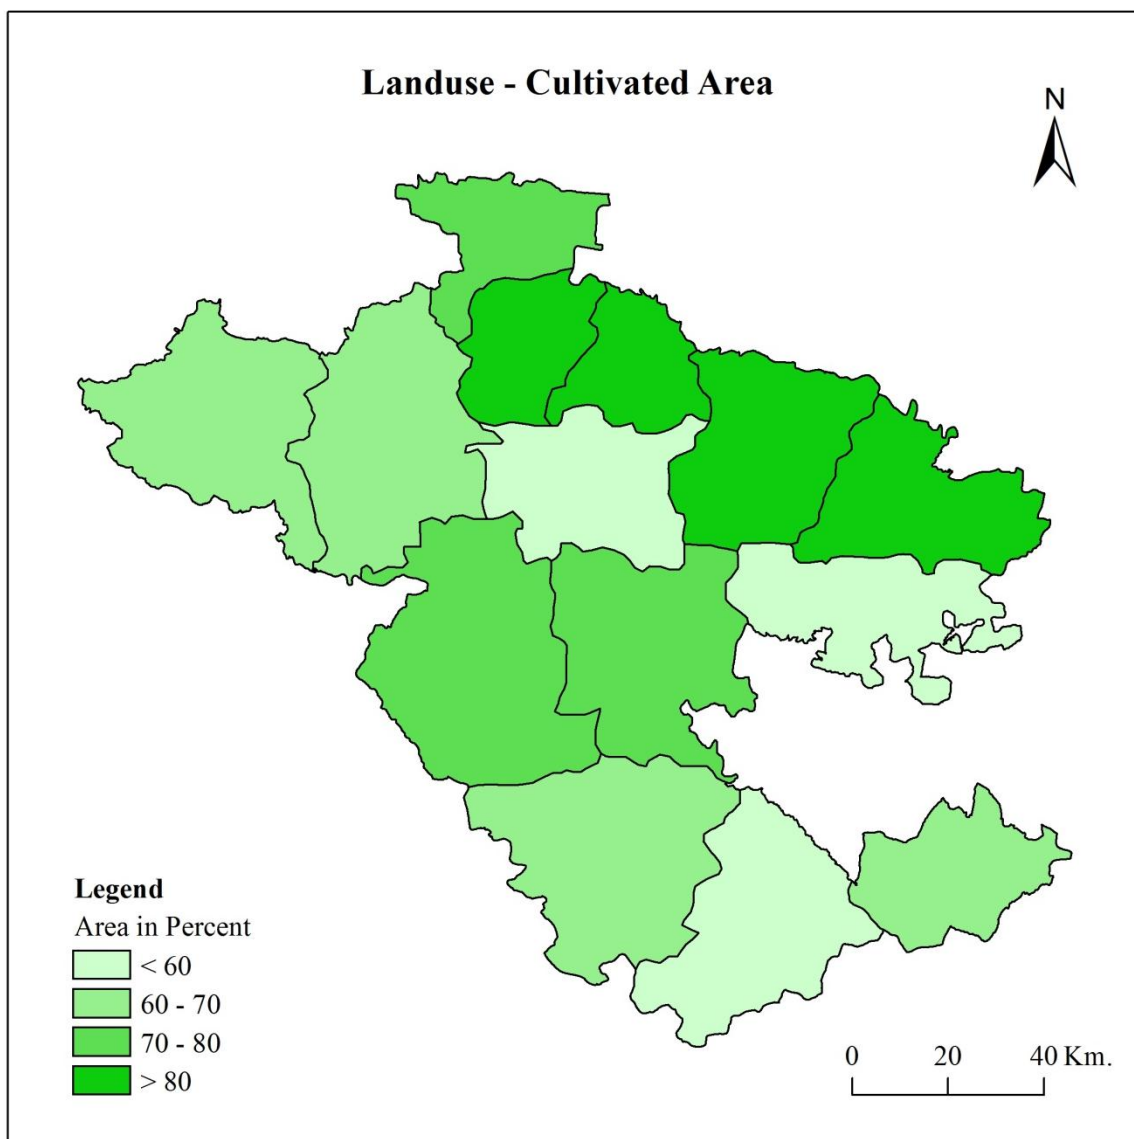 Landuse - Cultivated Area
N
Legend
Area in Percent
< 60
60 - 70
70 - 80
> 80
0 20 40 Km.